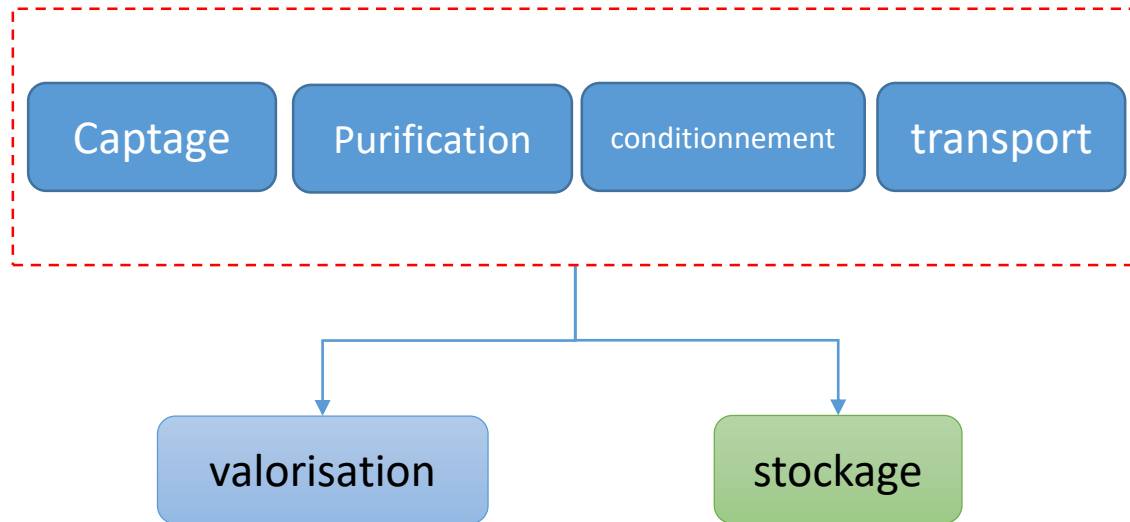 Captage
Purification
conditionnement
transport
valorisation
stockage